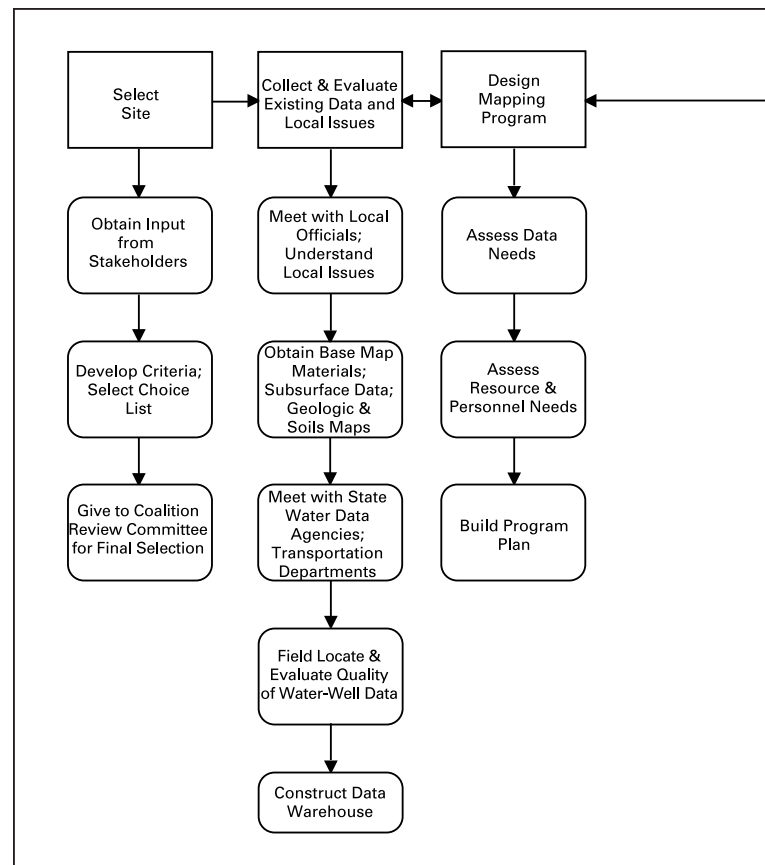 Select
Site
Collect & Evaluate
Existing Data and
Local Issues
Design
Mapping
Program
Obtain Input
from
Stakeholders
Meet with Local
Officials;
Understand
Local Issues
Assess Data
Needs
Develop Criteria;
Select Choice
List
Obtain Base Map
Materials;
Subsurface Data;
Geologic &
Soils Maps
Assess
Resource &
Personnel Needs
Give to Coalition
Review Committee
for Final Selection
Meet with State
Water Data
Agencies;
Transportation
Departments
Build Program
Plan
Field Locate &
Evaluate Quality
of Water-Well Data
Construct Data
Warehouse